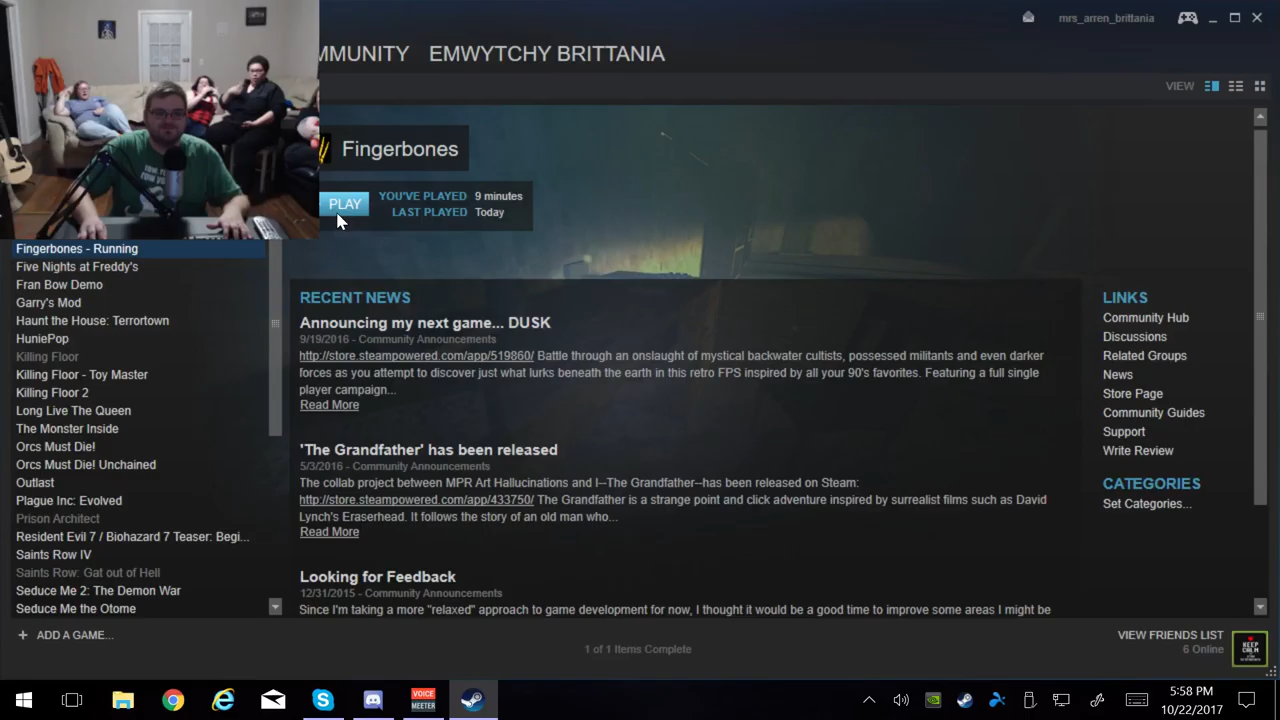 mrs_arren_brittania
MMUNITY EMWYTCHY BRITTANIA
VIEW
Fingerbones
PLAY
YOU'VE PLAYED 9 minutes
LAST PLAYED Today
Fingerbones - Running
Five Nights at Freddy's
Fran Bow Demo
Garry's Mod
Haunt the House: Terrortown
HuniePop
Killing Floor
Killing Floor - Toy Master
Killing Floor 2
Long Live The Queen
The Monster Inside
Orcs Must Die!
Orcs Must Die! Unchained
Outlast
Plague Inc: Evolved
Prison Architect
Resident Evil 7 / Biohazard 7 Teaser: Begi...
Saints Row IV
Saints Row: Gat out of Hell
Seduce Me 2: The Demon War
Seduce Me the Otome
RECENT NEWS
Announcing my next game... DUSK
9/19/2016 - Community Announcements
http://store.steampowered.com/app/519860/ Battle through an onslaught of mystical backwater cultists, possessed militants and even darker
forces as you attempt to discover just what lurks beneath the earth in this retro FPS inspired by all your 90's favorites. Featuring a full single
player campaign...
Read More
'The Grandfather' has been released
5/3/2016 - Community Announcements
The collab project between MPR Art Hallucinations and I--The Grandfather--has been released on Steam:
http://store.steampowered.com/app/433750/ The Grandfather is a strange point and click adventure inspired by surrealist films such as David
Lynch's Eraserhead. It follows the story of an old man who...
Read More
Looking for Feedback
12/31/2015 - Community Announcements
Since I'm taking a more "relaxed" approach to game development for now, I thought it would be a good time to improve some areas I might be
LINKS
Community Hub
Discussions
Related Groups
News
Store Page
Community Guides
Support
Write Review
CATEGORIES
Set Categories...
+ ADD A GAME...
1 of 1 Items Complete
VIEW FRIENDS LIST
6 Online
KEEP
CALM
VOICE
MEETER
5:58 PM
10/22/2017